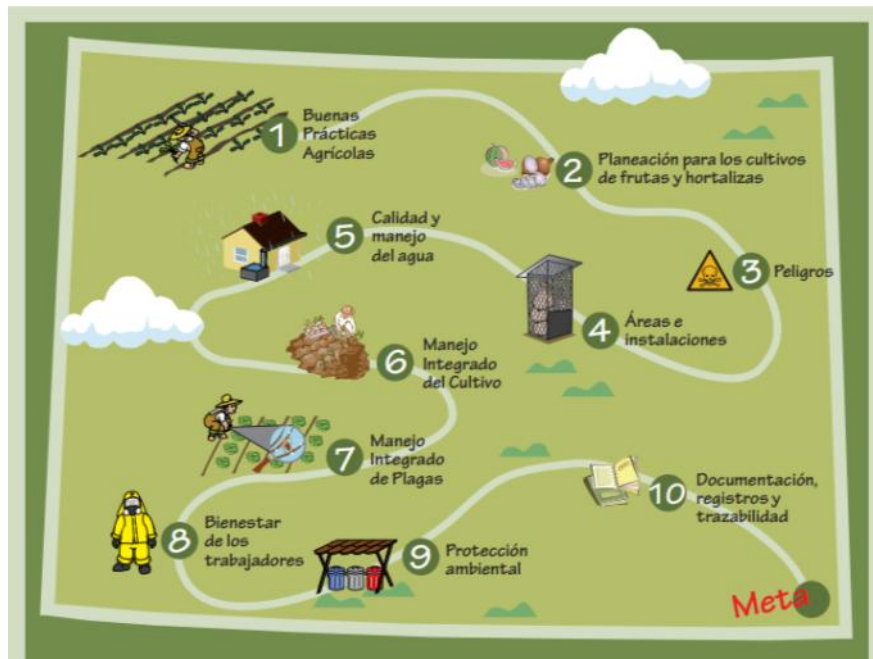 1
Buenas
Prácticas
Agrícolas
2
Planeación para los cultivos
de frutas y hortalizas
3
Peligros
4
Áreas e
instalaciones
5
Calidad y
manejo
del agua
6
Manejo
Integrado
del Cultivo
7
Manejo
Integrado
de Plagas
8
Bienestar
de los
trabajadores
9
Protección
ambiental
10
Documentación,
registros y
trazabilidad
Meta